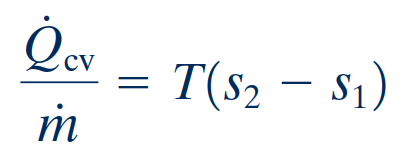 Q̇cv/ṁ = T(s₂ − s₁)